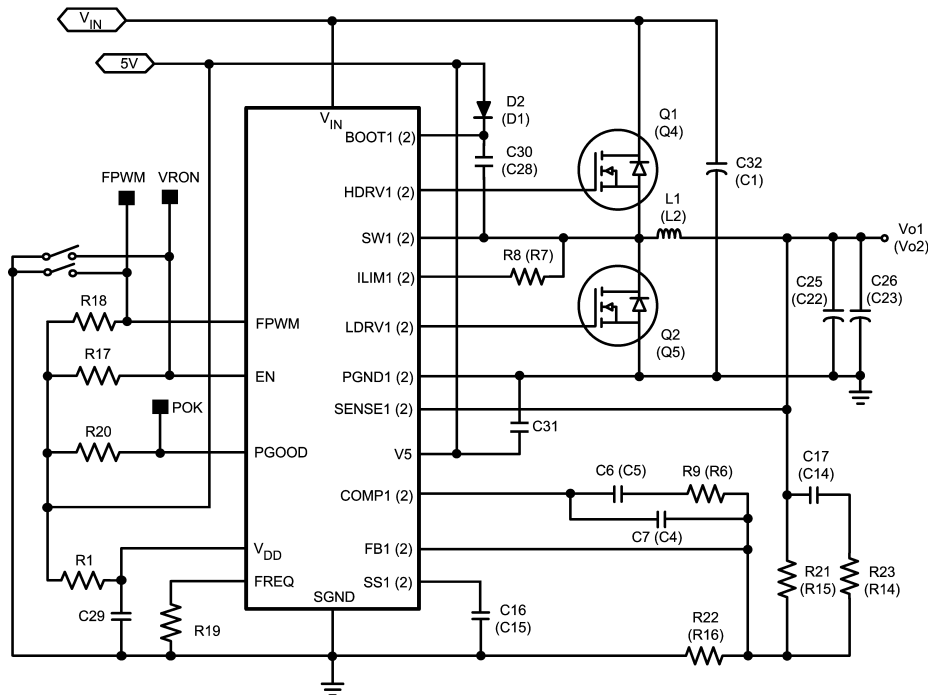 V_IN
5V
V_IN
D2
(D1)
BOOT1 (2)
C30
(C28)
Q1
(Q4)
C32
(C1)
FPWM
VRON
HDRV1 (2)
L1
(L2)
SW1 (2)
Vo1
(Vo2)
R8 (R7)
ILIM1 (2)
C25
(C22)
C26
(C23)
R18
FPWM
LDRV1 (2)
Q2
(Q5)
R17
EN
PGND1 (2)
POK
SENSE1 (2)
C31
R20
PGOOD
V5
C17
(C14)
C6 (C5)
R9 (R6)
COMP1 (2)
C7 (C4)
R1
V_DD
FB1 (2)
R21
(R15)
R23
(R14)
FREQ
SS1 (2)
SGND
C29
R19
C16
(C15)
R22
(R16)